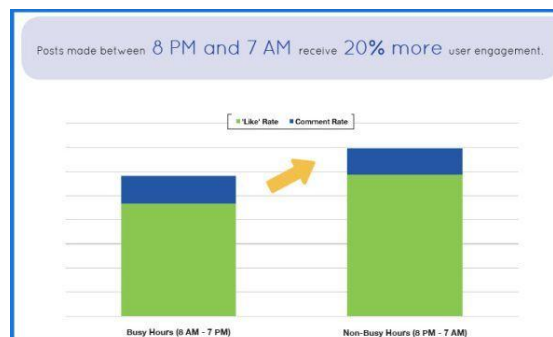 Posts made between 8 PM and 7 AM receive 20% more user engagement.
'Like' Rate Comment Rate
Busy Hours (8 AM - 7 PM) Non-Busy Hours (8 PM - 7 AM)